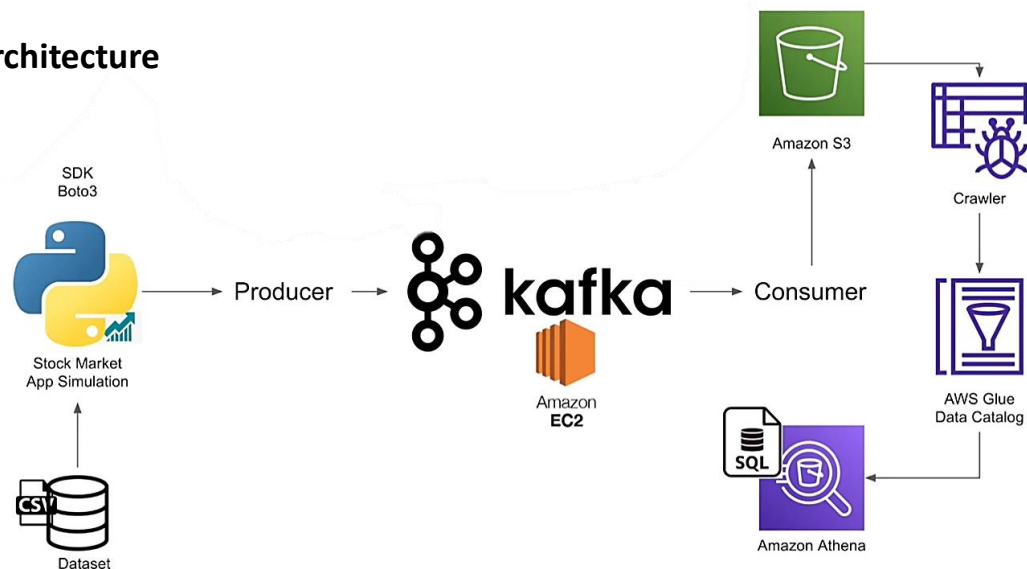 rchitecture
SDK
Boto3
Stock Market
App Simulation
CSV
Dataset
Producer
kafka
Amazon
EC2
Consumer
Amazon S3
Crawler
AWS Glue
Data Catalog
SQL
Amazon Athena